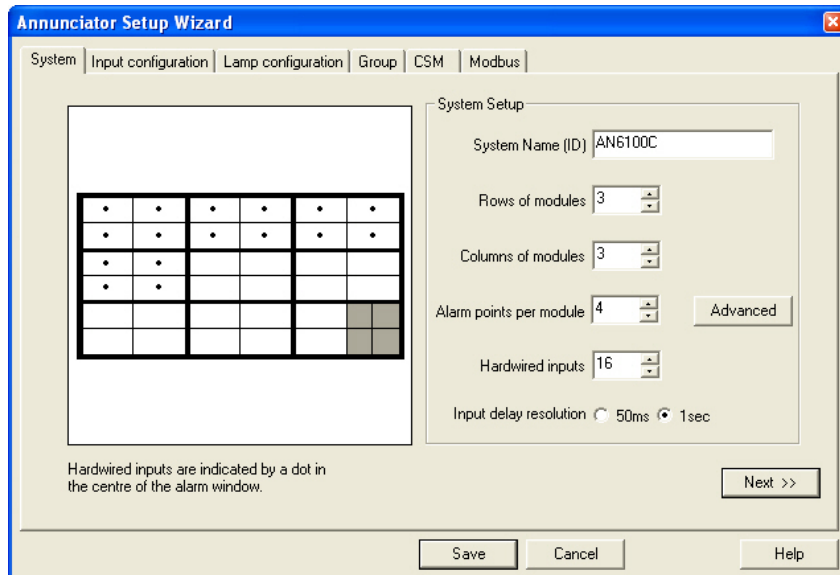 Annunciator Setup Wizard
System
Input configuration
Lamp configuration
Group
CSM
Modbus
System Setup
System Name (ID) AN6100C
Rows of modules 3
Columns of modules 3
Alarm points per module 4
Advanced
Hardwired inputs 16
Input delay resolution 50ms 1sec
Hardwired inputs are indicated by a dot in
the centre of the alarm window.
Next >>
Save
Cancel
Help